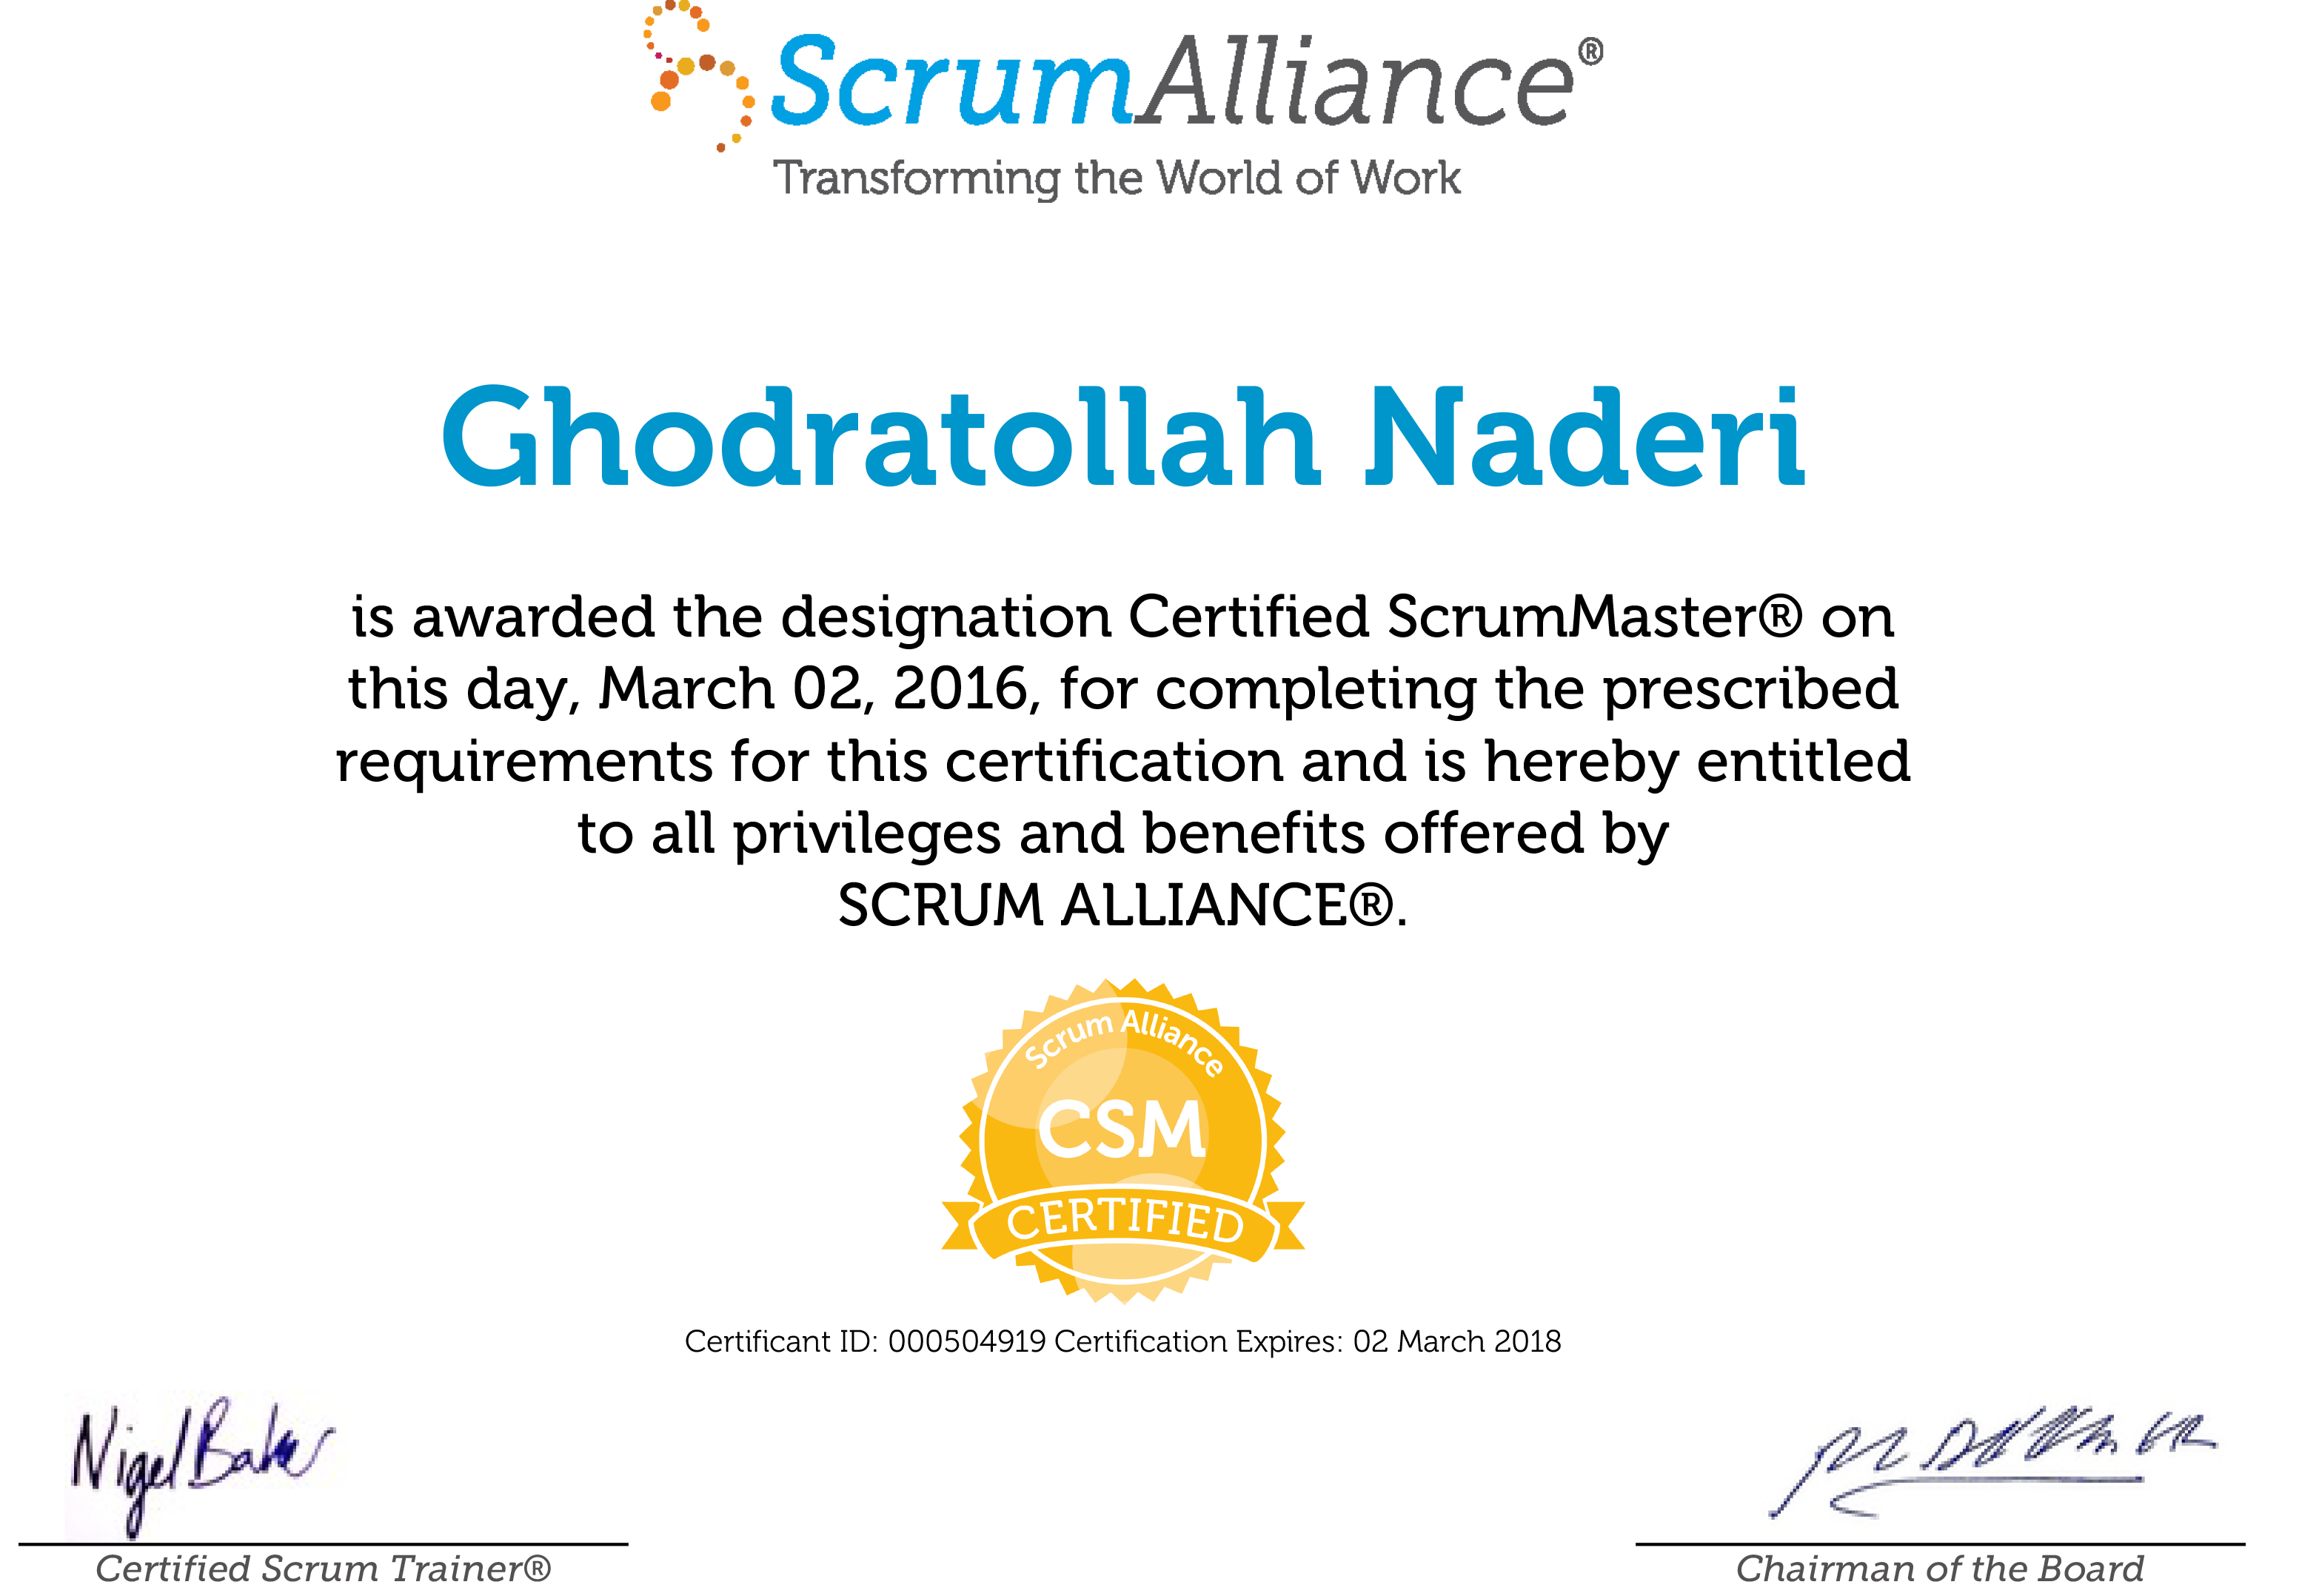 ScrumAlliance®
Transforming the World of Work
Ghodratollah Naderi
is awarded the designation Certified ScrumMaster® on
this day, March 02, 2016, for completing the prescribed
requirements for this certification and is hereby entitled
to all privileges and benefits offered by
SCRUM ALLIANCE®.
Scrum Alliance
CSM
CERTIFIED
Certificant ID: 000504919 Certification Expires: 02 March 2018
Nigel Baker
Certified Scrum Trainer®
Chairman of the Board